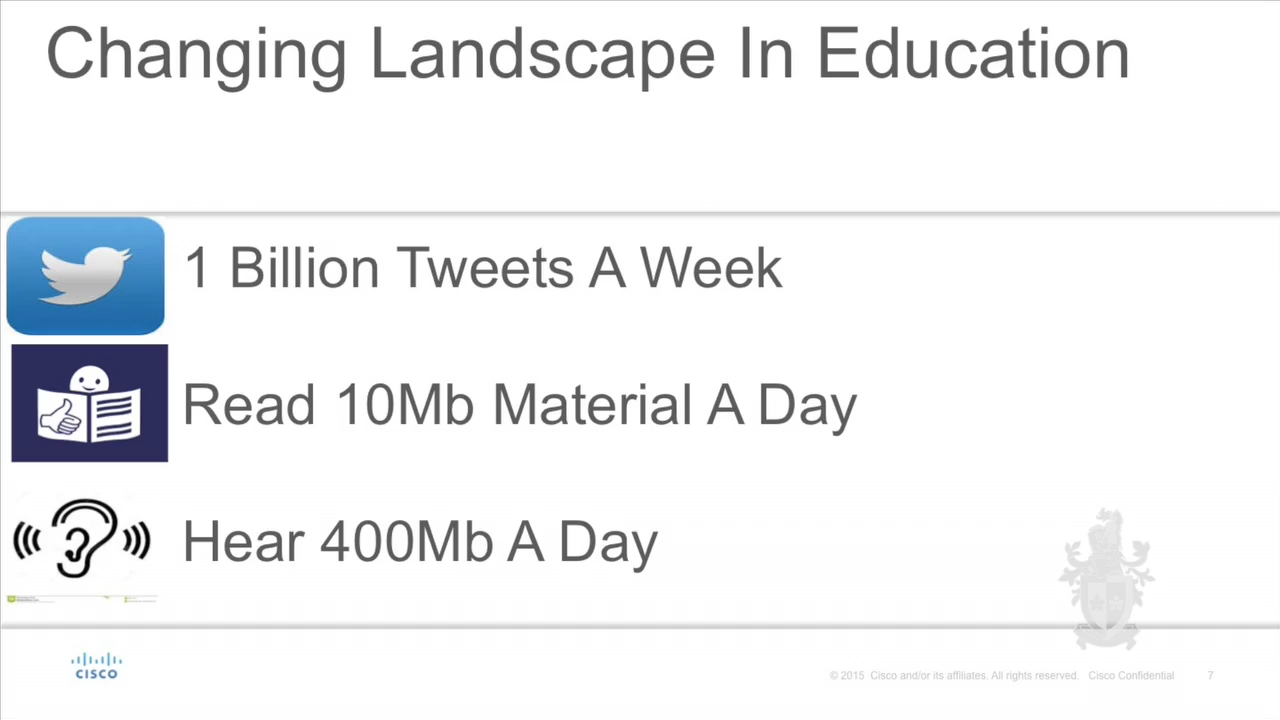 Changing Landscape In Education
1 Billion Tweets A Week
Read 10Mb Material A Day
Hear 400Mb A Day
CISCO
© 2015 Cisco and/or its affiliates. All rights reserved. Cisco Confidential 7